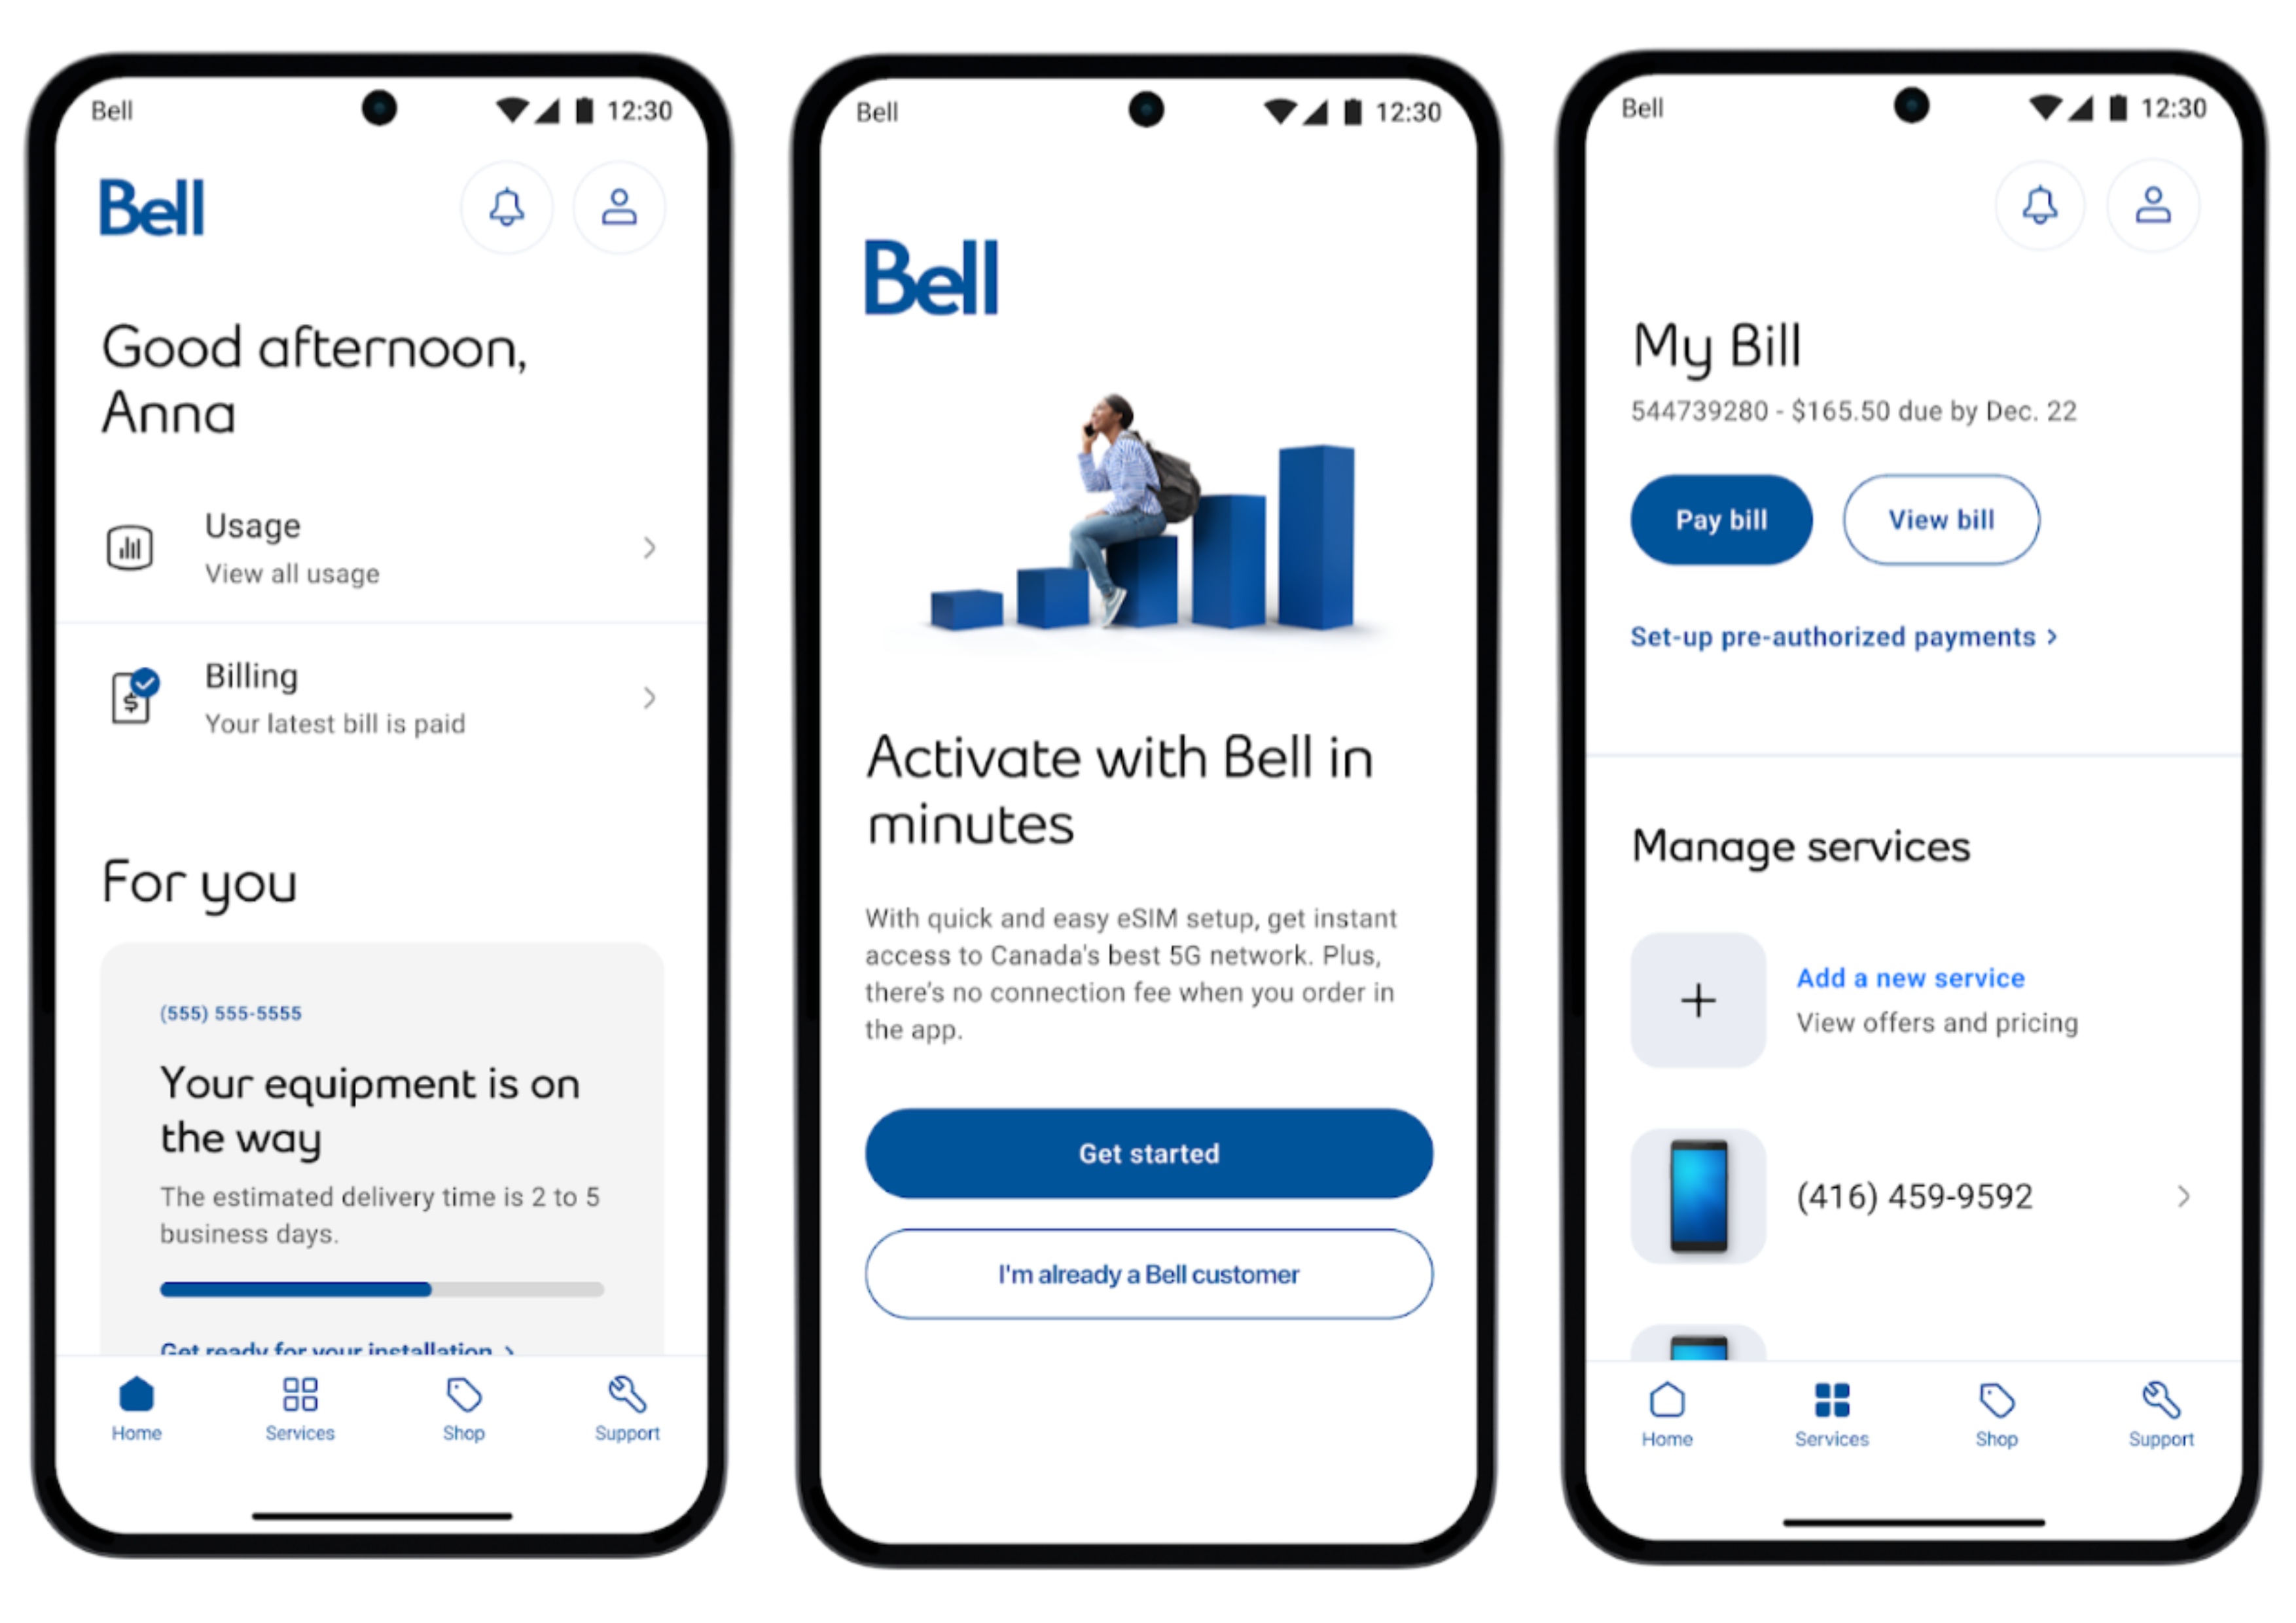 Bell
12:30
Bell
Good afternoon,
Anna
Usage
View all usage
Billing
Your latest bill is paid
For you
(555) 555-5555
Your equipment is on
the way
The estimated delivery time is 2 to 5
business days.
Get ready for your installation >
Home
Services
Shop
Support
Bell
12:30
Bell
Activate with Bell in
minutes
With quick and easy eSIM setup, get instant
access to Canada's best 5G network. Plus,
there's no connection fee when you order in
the app.
Get started
I'm already a Bell customer
Bell
12:30
My Bill
544739280 - $165.50 due by Dec. 22
Pay bill
View bill
Set-up pre-authorized payments >
Manage services
Add a new service
View offers and pricing
(416) 459-9592
Home
Services
Shop
Support